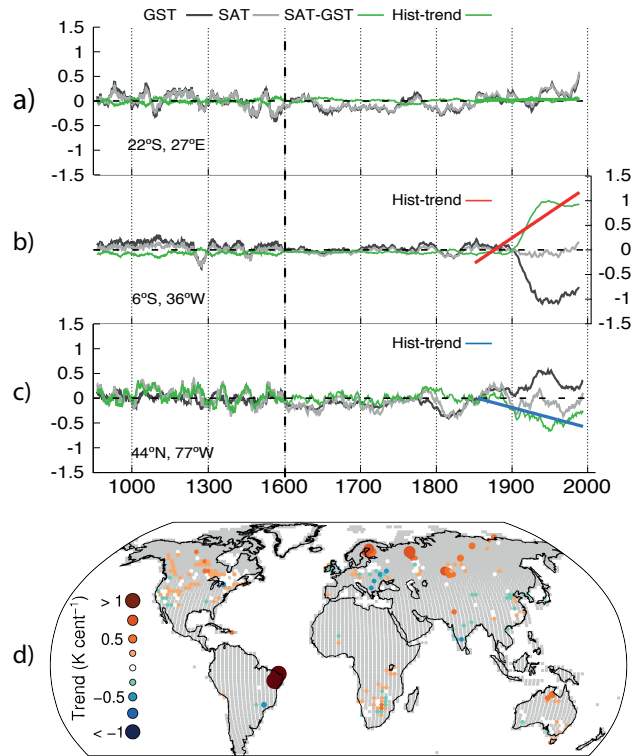 GST SAT SAT-GST Hist-trend
a)
1.5
1
0.5
0
-0.5
-1
-1.5
22ºS, 27ºE
b)
Hist-trend
1.5
1
0.5
0
-0.5
-1
-1.5
6ºS, 36ºW
c)
1.5
1
0.5
0
-0.5
-1
-1.5
Hist-trend
44ºN, 77ºW
1000 1300 1600 1700 1800 1900 2000
d)
Trend (K cent⁻¹)
> 1
0.5
−0.5
< −1